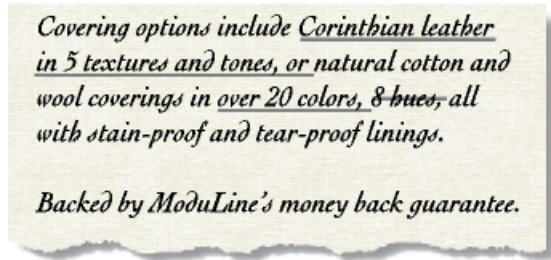 Covering options include Corinthian leather
in 5 textures and tones, or natural cotton and
wool coverings in over 20 colors, 8 hues, all
with stain-proof and tear-proof linings.
Backed by ModuLine's money back guarantee.